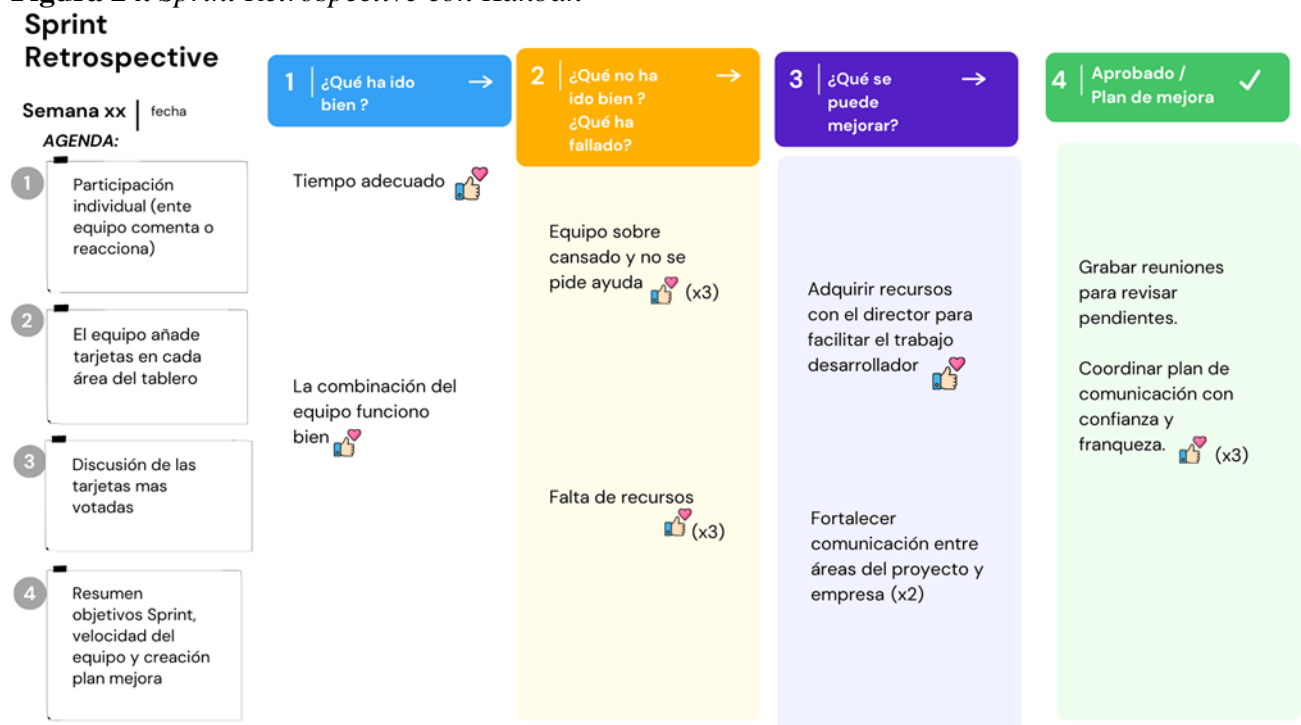 Figura 24. Sprint Retrospective con Kanban
Sprint
Retrospective
Semana xx | fecha
AGENDA:
1
Participación
individual (ente
equipo comenta o
reacciona)
2
El equipo añade
tarjetas en cada
área del tablero
3
Discusión de las
tarjetas mas
votadas
4
Resumen
objetivos Sprint,
velocidad del
equipo y creación
plan mejora
1
¿Qué ha ido
bien ?
Tiempo adecuado
La combinación del
equipo funciono
bien
2
¿Qué no ha
ido bien ?
¿Qué ha
fallado?
Equipo sobre
cansado y no se
pide ayuda (x3)
Falta de recursos
(x3)
3
¿Qué se
puede
mejorar?
Adquirir recursos
con el director para
facilitar el trabajo
desarrollador
Fortalecer
comunicación entre
áreas del proyecto y
empresa (x2)
4
Aprobado /
Plan de mejora
Grabar reuniones
para revisar
pendientes.
Coordinar plan de
comunicación con
confianza y
franqueza. (x3)